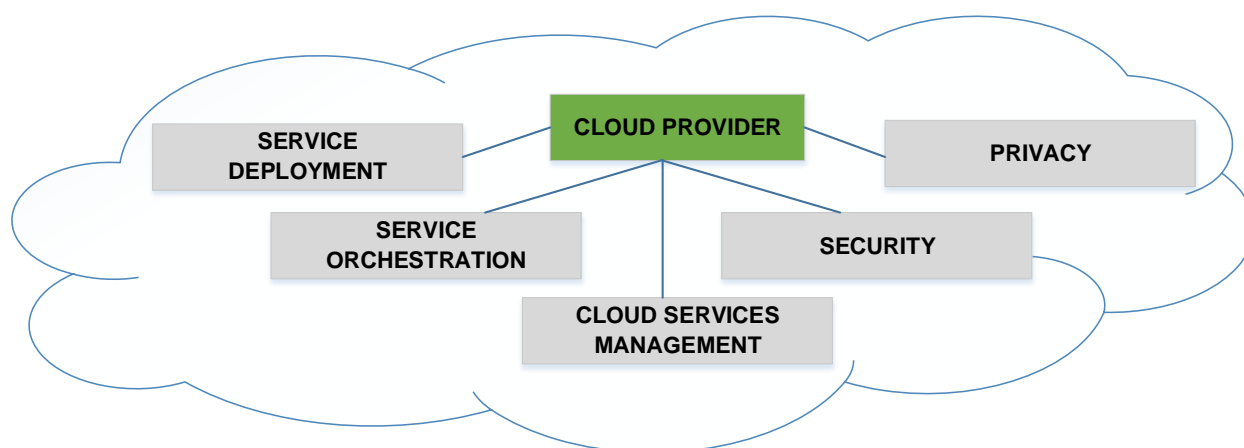 CLOUD PROVIDER
SERVICE
DEPLOYMENT
PRIVACY
SERVICE
ORCHESTRATION
SECURITY
CLOUD SERVICES
MANAGEMENT